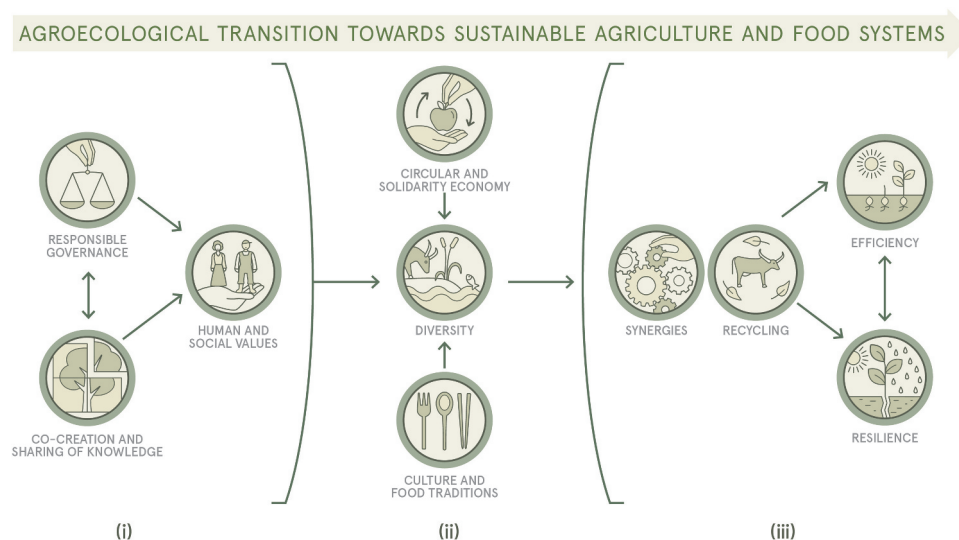 AGROECOLOGICAL TRANSITION TOWARDS SUSTAINABLE AGRICULTURE AND FOOD SYSTEMS
RESPONSIBLE
GOVERNANCE
CO-CREATION AND
SHARING OF KNOWLEDGE
HUMAN AND
SOCIAL VALUES
(i)
CIRCULAR AND
SOLIDARITY ECONOMY
DIVERSITY
CULTURE AND
FOOD TRADITIONS
(ii)
SYNERGIES
RECYCLING
EFFICIENCY
RESILIENCE
(iii)